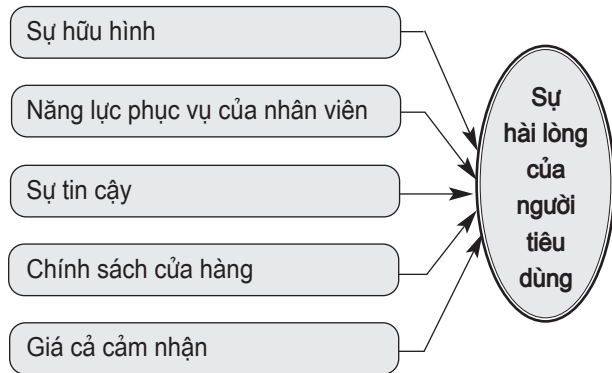 Sự hữu hình
Năng lực phục vụ của nhân viên
Sự tin cậy
Chính sách cửa hàng
Giá cả cảm nhận
Sự
hài lòng
của
người
tiêu
dùng